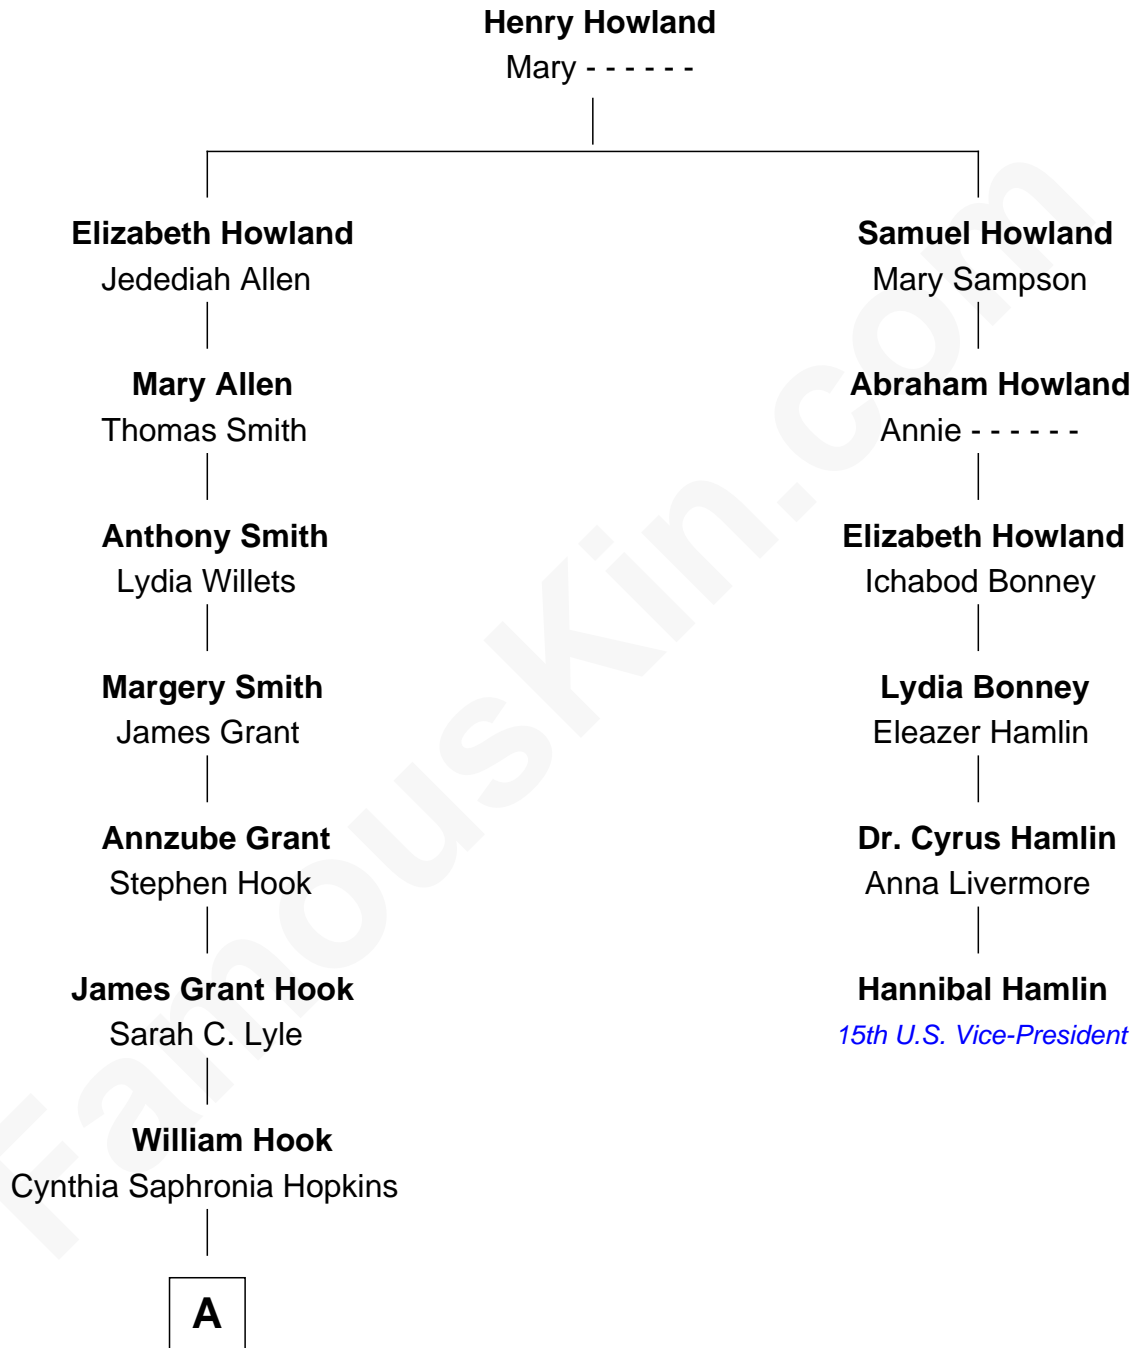 Henry Howland
Mary - - - - - -
Elizabeth Howland
Jedediah Allen
Mary Allen
Thomas Smith
Anthony Smith
Lydia Willets
Margery Smith
James Grant
Annzube Grant
Stephen Hook
James Grant Hook
Sarah C. Lyle
William Hook
Cynthia Saphronia Hopkins
A
Samuel Howland
Mary Sampson
Abraham Howland
Annie - - - - - -
Elizabeth Howland
Ichabod Bonney
Lydia Bonney
Eleazer Hamlin
Dr. Cyrus Hamlin
Anna Livermore
Hannibal Hamlin
15th U.S. Vice-President
FamousKin.com